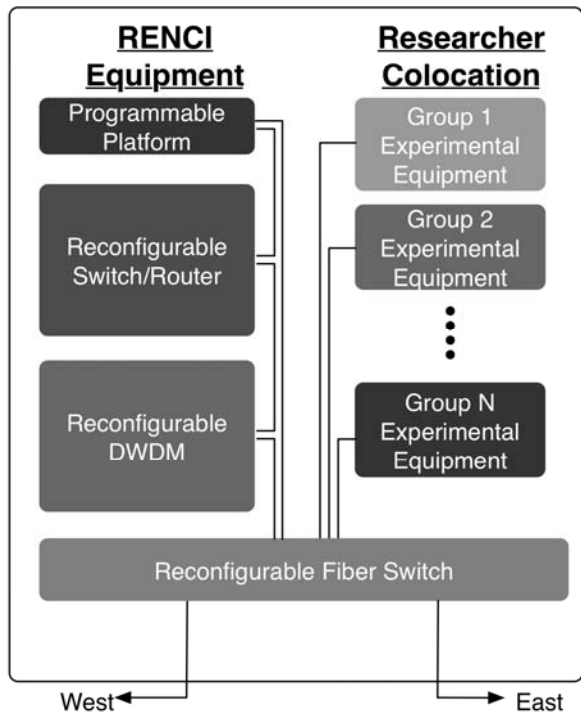 RENCI
Equipment
Programmable
Platform
Reconfigurable
Switch/Router
Reconfigurable
DWDM
Researcher
Colocation
Group 1
Experimental
Equipment
Group 2
Experimental
Equipment
Group N
Experimental
Equipment
Reconfigurable Fiber Switch
West
East